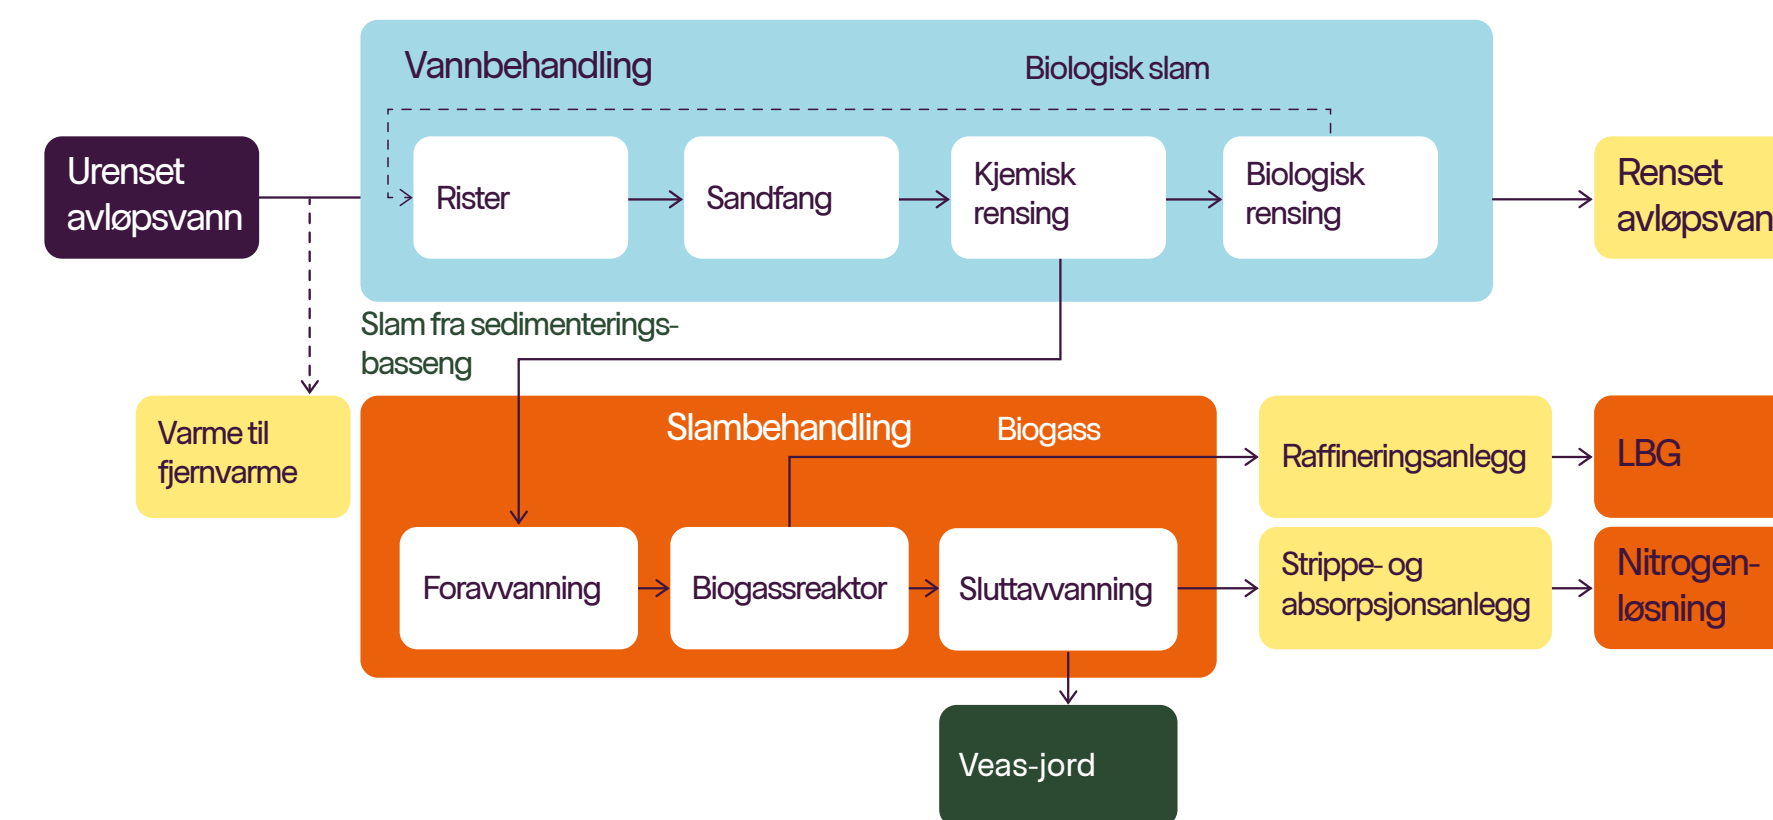 Vannbehandling
Biologisk slam
Urenset
avløpsvann
Rister
Sandfang
Kjemisk
rensing
Biologisk
rensing
Renset
avløpsvan
Slam fra sedimenterings-
basseng
Varme til
fjernvarme
Slambehandling
Biogass
Raffineringsanlegg
LBG
Foravvanning
Biogassreaktor
Sluttavvanning
Strippe- og
absorpsjonsanlegg
Nitrogen-
løsning
Veas-jord